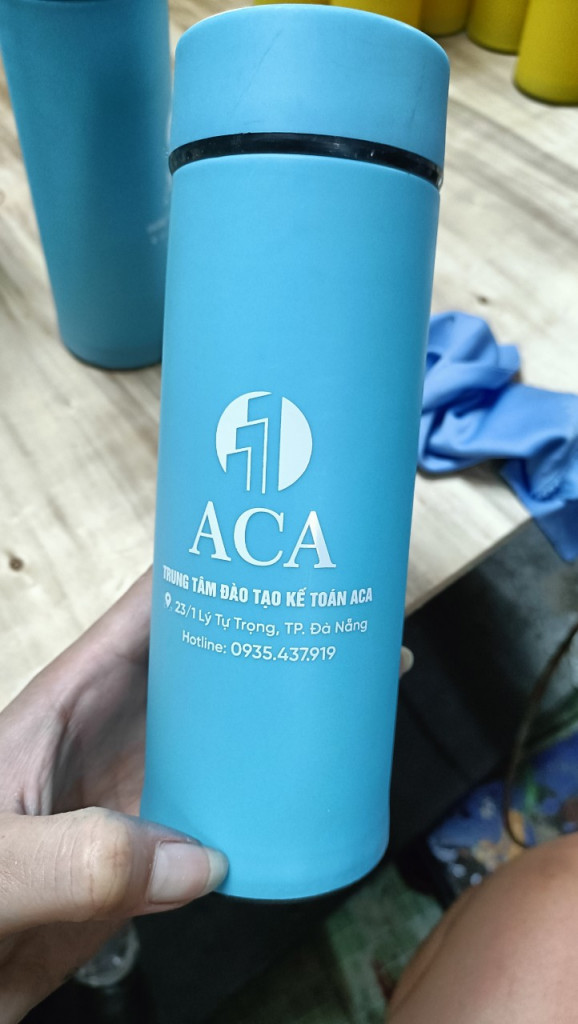 ACA
TRUNG TÂM ĐÀO TẠO KẾ TOÁN ACA
23/1 Lý Tự Trọng, TP. Đà Nẵng
Hotline: 0935.437.919